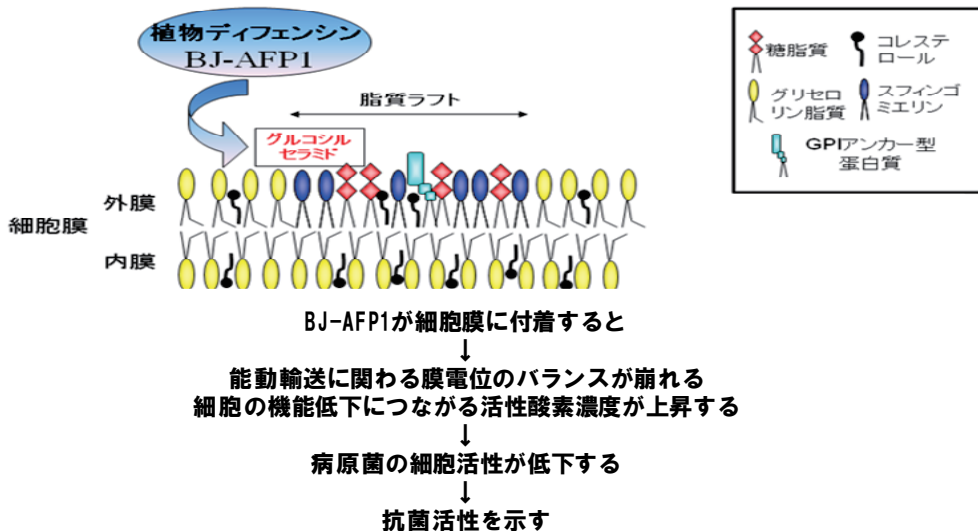 植物ディフェンシン
BJ-AFP1
脂質ラフト
グルコシル
セラミド
外膜
細胞膜
内膜
糖脂質
コレステ
ロール
グリセロ
リン脂質
スフィンゴ
ミエリン
GPIアンカー型
蛋白質
BJ-AFP1が細胞膜に付着すると
↓
能動輸送に関わる膜電位のバランスが崩れる
細胞の機能低下につながる活性酸素濃度が上昇する
↓
病原菌の細胞活性が低下する
↓
抗菌活性を示す